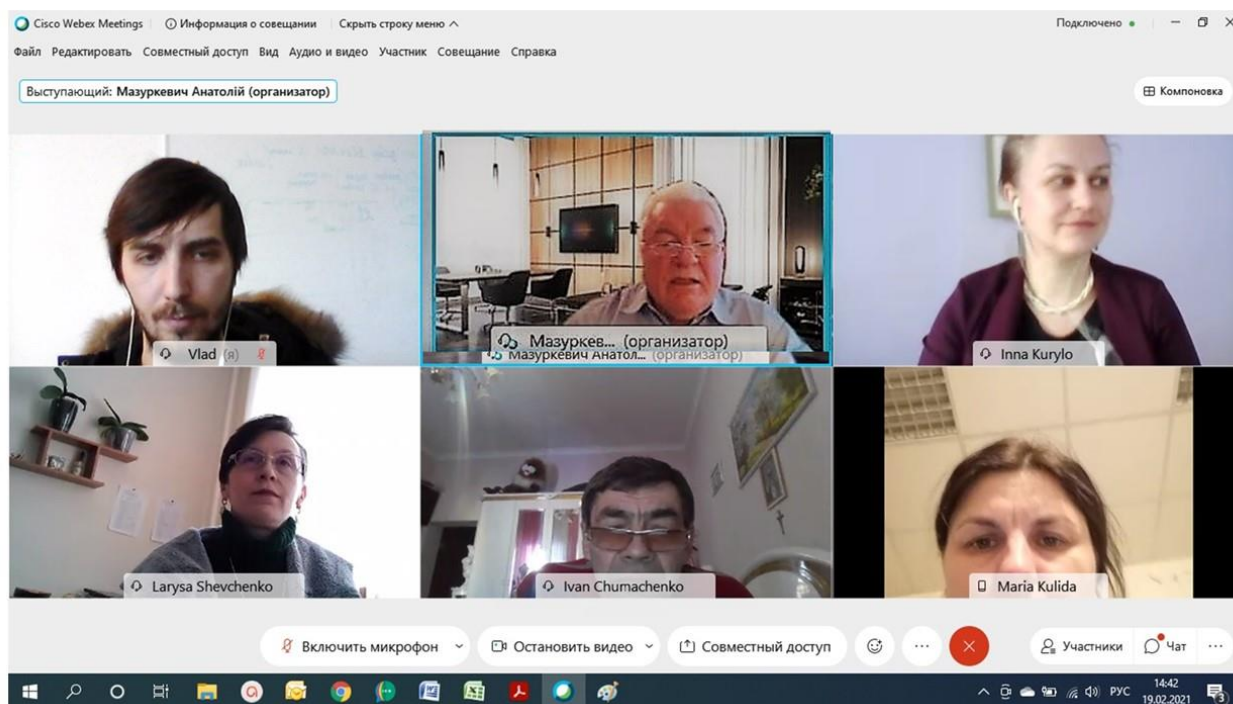 Cisco Webex Meetings Информация о совещании Скрыть строку меню
Подключено
Файл Редактировать Совместный доступ Вид Аудио и видео Участник Совещание Справка
Выступающий: Мазуркевич Анатолій (организатор)
Компоновка
Vlad (я)
Мазуркев... (организатор)
Мазуркевич Анатол... (организатор)
Inna Kurylo
Larysa Shevchenko
Ivan Chumachenko
Maria Kulida
Включить микрофон
Остановить видео
Совместный доступ
Участники
Чат
РУС
14:42
19.02.2021
3